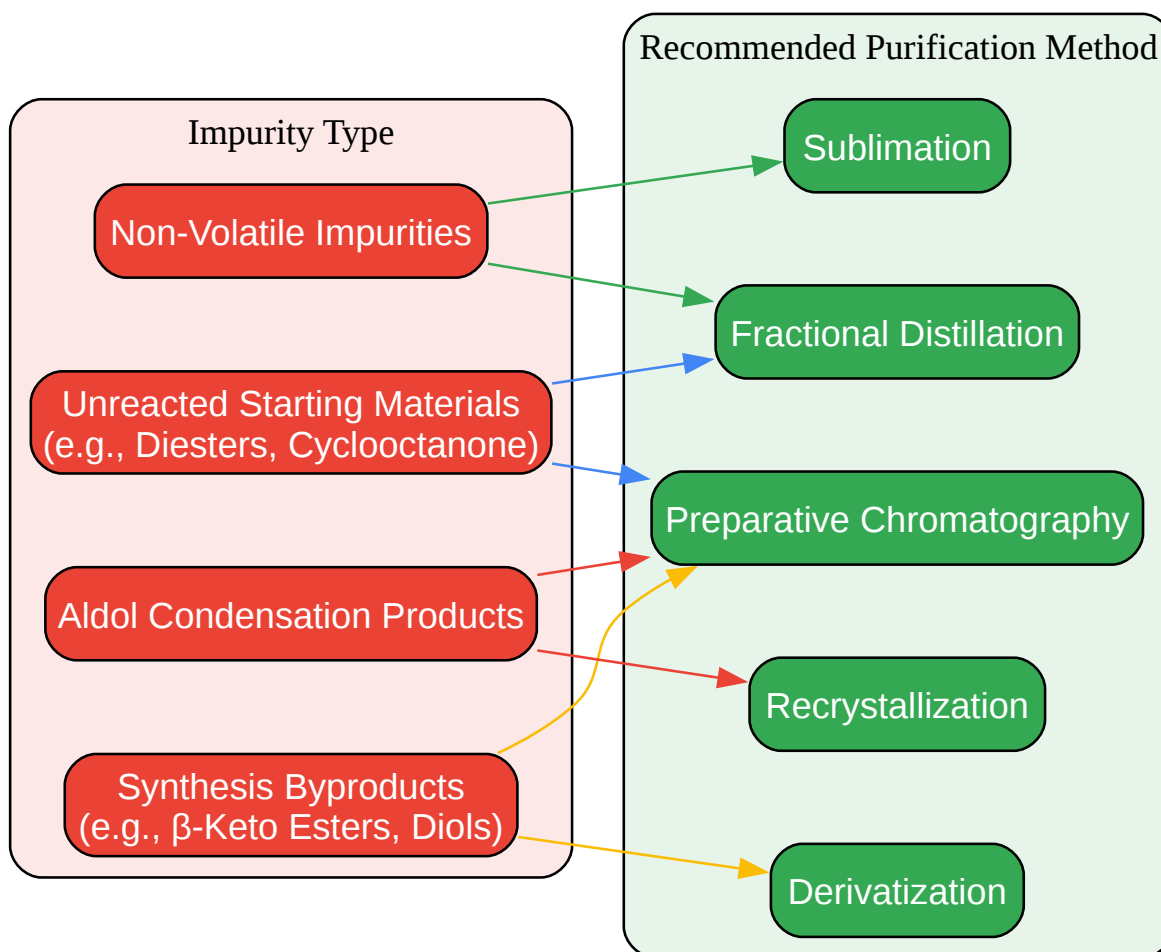 Impurity Type
Non-Volatile Impurities
Unreacted Starting Materials
(e.g., Diesters, Cyclooctanone)
Aldol Condensation Products
Synthesis Byproducts
(e.g., β-Keto Esters, Diols)
Recommended Purification Method
Sublimation
Fractional Distillation
Preparative Chromatography
Recrystallization
Derivatization